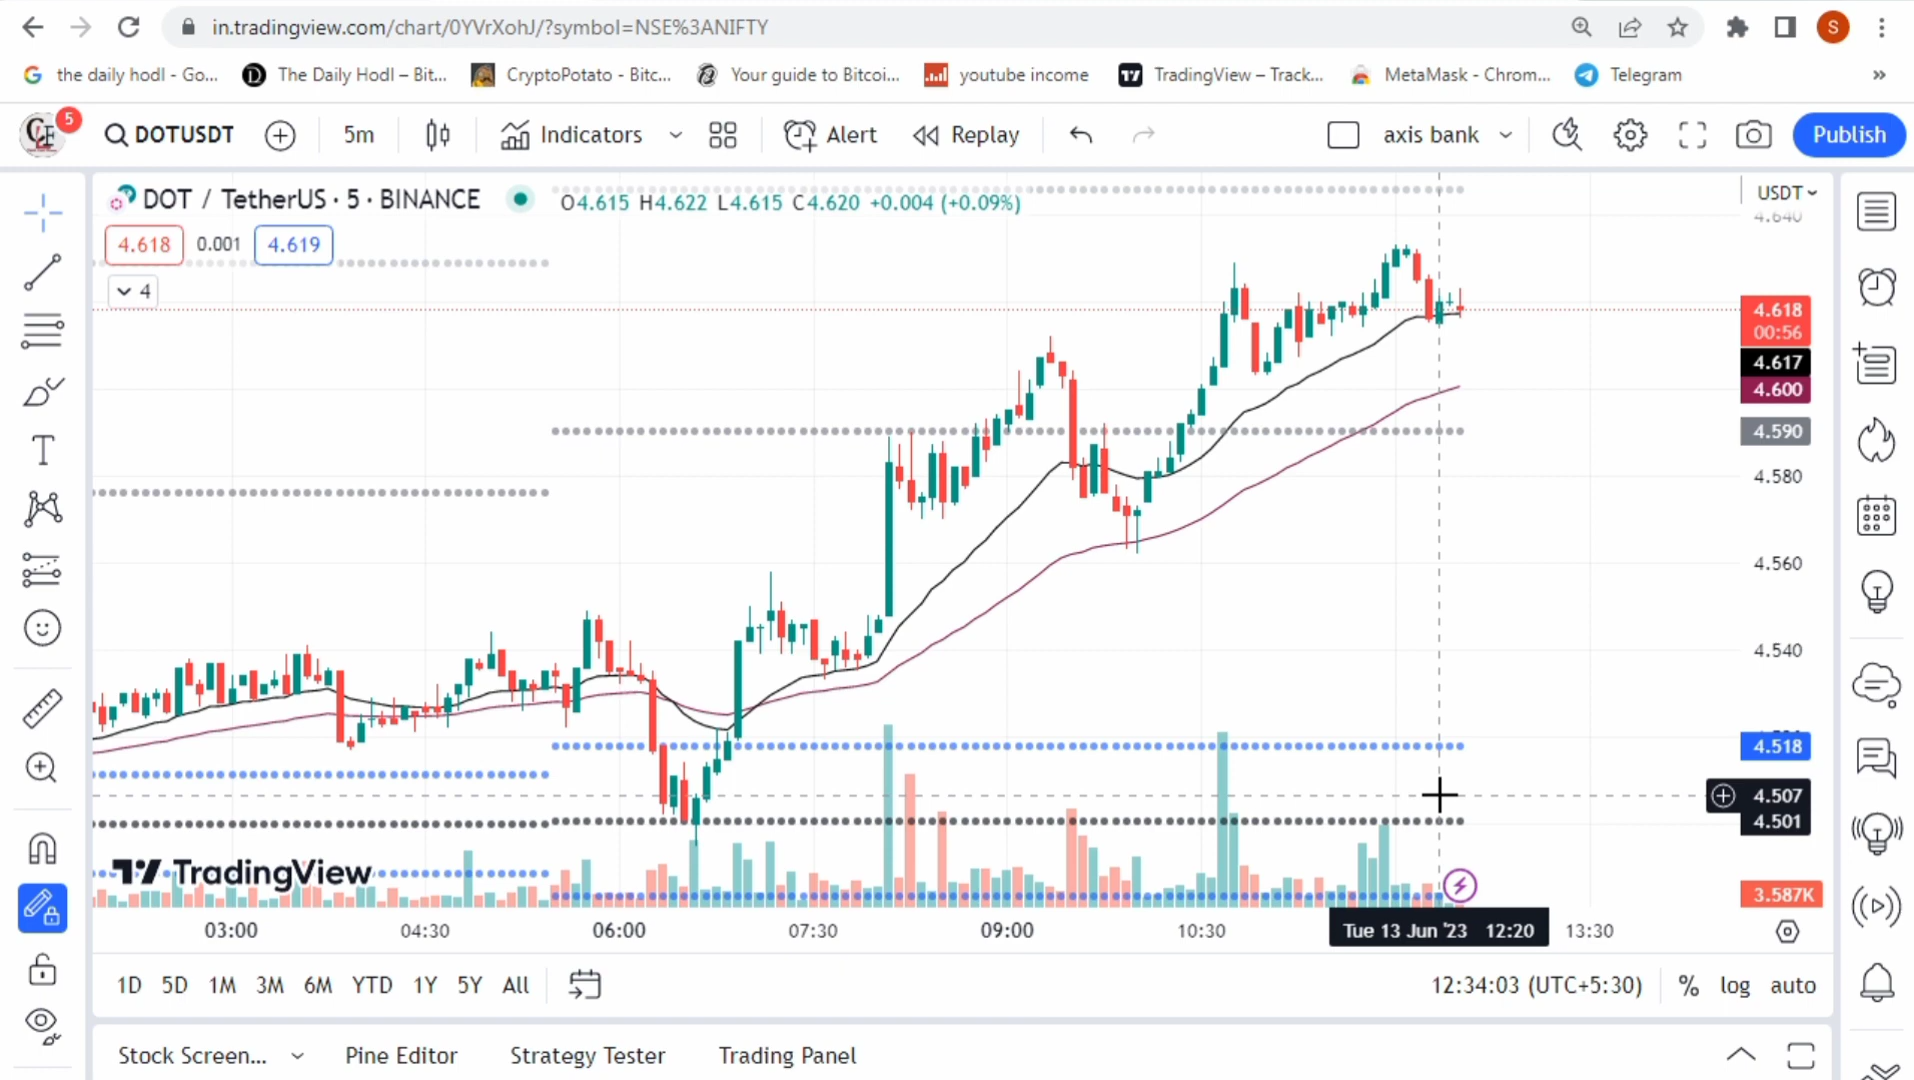 in.tradingview.com/chart/0YVrXohJ/?symbol=NSE%3ANIFTY
S
the daily hodl - Go...
The Daily Hodl – Bit...
CryptoPotato - Bitc...
Your guide to Bitcoi...
youtube income
TradingView – Track...
MetaMask - Chrom...
Telegram
»
5
DOTUSDT
5m
Indicators
Alert
Replay
axis bank
Publish
DOT / TetherUS · 5 · BINANCE
O4.615 H4.622 L4.615 C4.620 +0.004 (+0.09%)
USDT
4.640
4.618
0.001
4.619
4
4.618
00:56
4.617
4.600
4.590
4.580
4.560
4.540
4.518
4.507
4.501
TradingView
3.587K
03:00
04:30
06:00
07:30
09:00
10:30
Tue 13 Jun '23 12:20
13:30
1D 5D 1M 3M 6M YTD 1Y 5Y All
12:34:03 (UTC+5:30)
% log auto
Stock Screen...
Pine Editor
Strategy Tester
Trading Panel